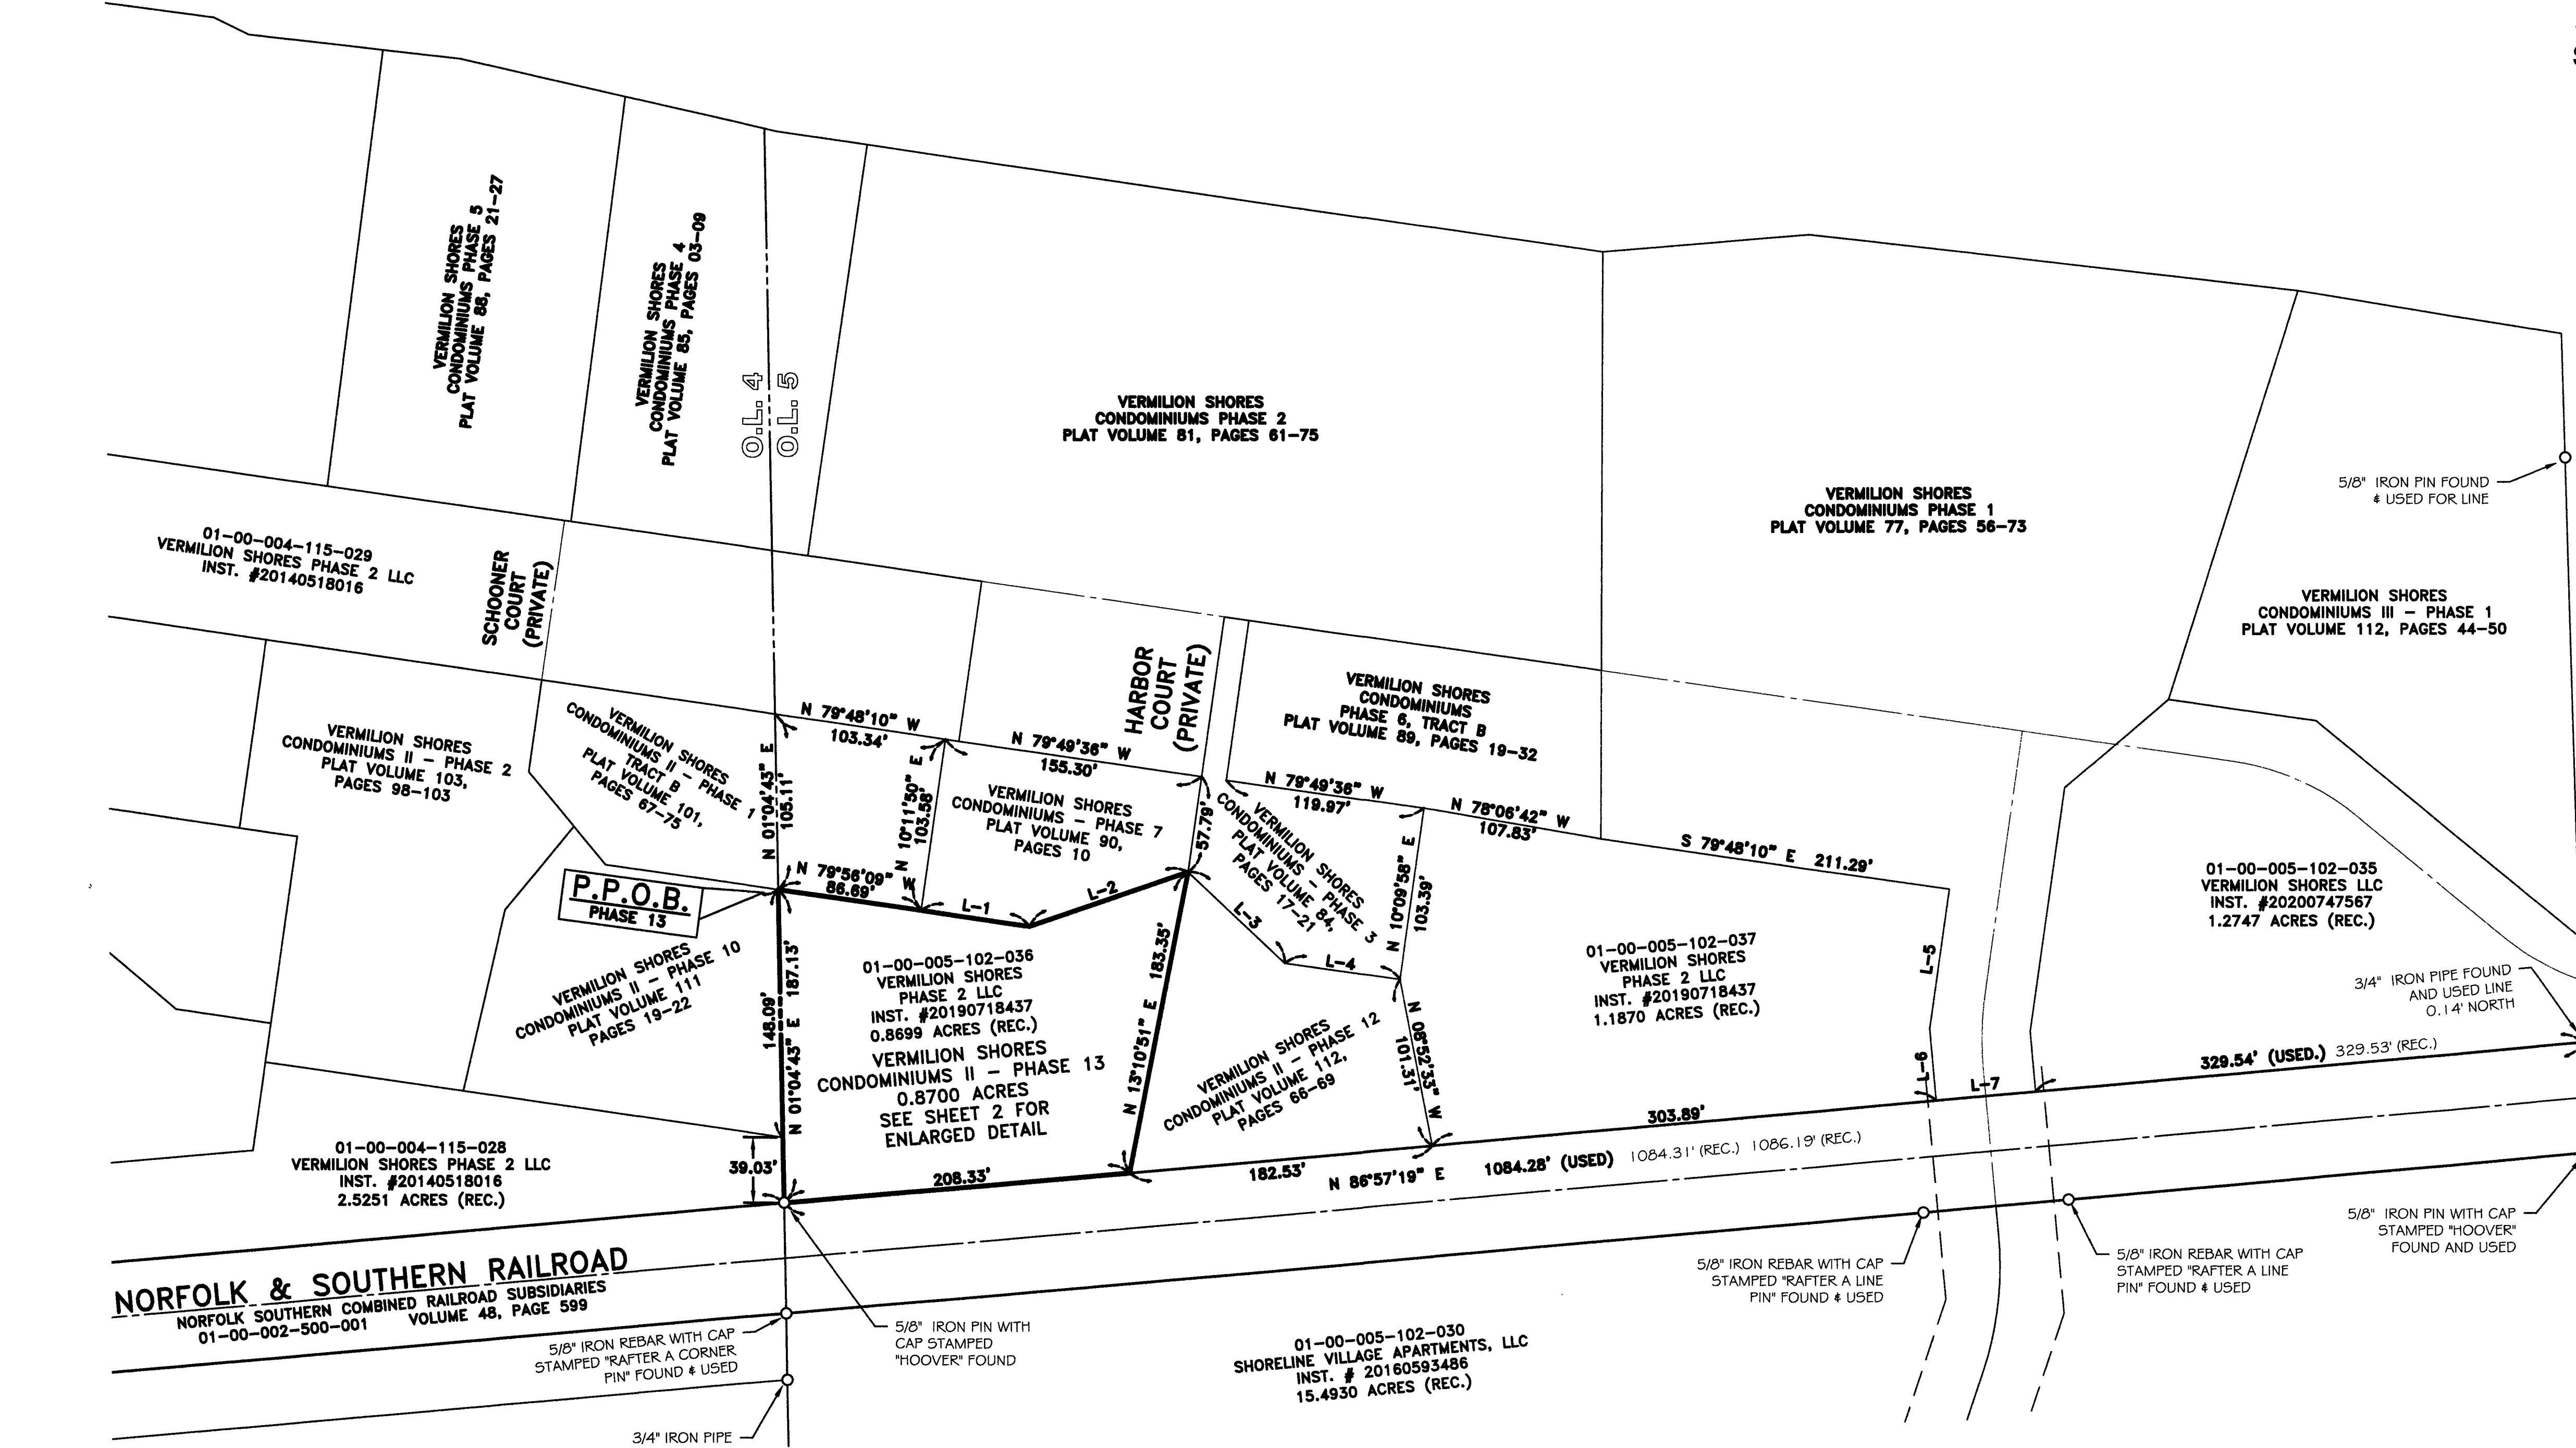 VERMILION SHORES
CONDOMINIUMS PHASE 5
PLAT VOLUME 88, PAGES 21-27
VERMILION SHORES
CONDOMINIUMS PHASE 4
PLAT VOLUME 85, PAGES 03-09
O.L. 4
O.L. 5
VERMILION SHORES
CONDOMINIUMS PHASE 2
PLAT VOLUME 81, PAGES 61-75
VERMILION SHORES
CONDOMINIUMS PHASE 1
PLAT VOLUME 77, PAGES 56-73
5/8" IRON PIN FOUND
& USED FOR LINE
VERMILION SHORES
CONDOMINIUMS III - PHASE 1
PLAT VOLUME 112, PAGES 44-50
01-00-004-115-029
VERMILION SHORES PHASE 2 LLC
INST. #20140518016
SCHOONER
COURT
(PRIVATE)
HARBOR
COURT
(PRIVATE)
VERMILION SHORES
CONDOMINIUMS
PHASE 6, TRACT B
PLAT VOLUME 89, PAGES 19-32
VERMILION SHORES
CONDOMINIUMS II - PHASE 2
PLAT VOLUME 103,
PAGES 98-103
VERMILION SHORES
CONDOMINIUMS II - PHASE 1
TRACT B
PLAT VOLUME 101,
PAGES 67-75
N 79°48'10" W
103.34'
N 01°04'43" E
105.11'
N 10°11'50" E
103.58'
N 79°49'36" W
155.30'
VERMILION SHORES
CONDOMINIUMS - PHASE 7
PLAT VOLUME 90,
PAGES 10
57.79'
N 79°49'36" W
119.97'
N 78°06'42" W
107.83'
S 79°48'10" E 211.29'
VERMILION SHORES
CONDOMINIUMS - PHASE 3
PLAT VOLUME 84,
PAGES 17-21
N 10°09'58" E
103.39'
01-00-005-102-035
VERMILION SHORES LLC
INST. #20200747567
1.2747 ACRES (REC.)
P.P.O.B.
PHASE 13
N 79°56'09" W
86.69'
L-1
L-2
L-3
L-4
L-5
L-6
L-7
VERMILION SHORES
CONDOMINIUMS II - PHASE 10
PLAT VOLUME 111
PAGES 19-22
148.09'
N 01°04'43" E 187.13'
01-00-005-102-036
VERMILION SHORES
PHASE 2 LLC
INST. #20190718437
0.8699 ACRES (REC.)
VERMILION SHORES
CONDOMINIUMS II - PHASE 13
0.8700 ACRES
SEE SHEET 2 FOR
ENLARGED DETAIL
N 13°10'51" E 183.35'
VERMILION SHORES
CONDOMINIUMS II - PHASE 12
PLAT VOLUME 112,
PAGES 66-69
N 08°52'33" W
101.31'
01-00-005-102-037
VERMILION SHORES
PHASE 2 LLC
INST. #20190718437
1.1870 ACRES (REC.)
3/4" IRON PIPE FOUND
AND USED LINE
0.14' NORTH
329.54' (USED.) 329.53' (REC.)
303.89'
01-00-004-115-028
VERMILION SHORES PHASE 2 LLC
INST. #20140518016
2.5251 ACRES (REC.)
39.03'
208.33'
182.53'
N 86°57'19" E 1084.28' (USED) 1084.31' (REC.) 1086.19' (REC.)
NORFOLK & SOUTHERN RAILROAD
NORFOLK SOUTHERN COMBINED RAILROAD SUBSIDIARIES
01-00-002-500-001 VOLUME 48, PAGE 599
5/8" IRON REBAR WITH CAP
STAMPED "RAFTER A CORNER
PIN" FOUND & USED
5/8" IRON PIN WITH
CAP STAMPED
"HOOVER" FOUND
3/4" IRON PIPE
01-00-005-102-030
SHORELINE VILLAGE APARTMENTS, LLC
INST. # 20160593486
15.4930 ACRES (REC.)
5/8" IRON REBAR WITH CAP
STAMPED "RAFTER A LINE
PIN" FOUND & USED
5/8" IRON REBAR WITH CAP
STAMPED "RAFTER A LINE
PIN" FOUND & USED
5/8" IRON PIN WITH CAP
STAMPED "HOOVER"
FOUND AND USED